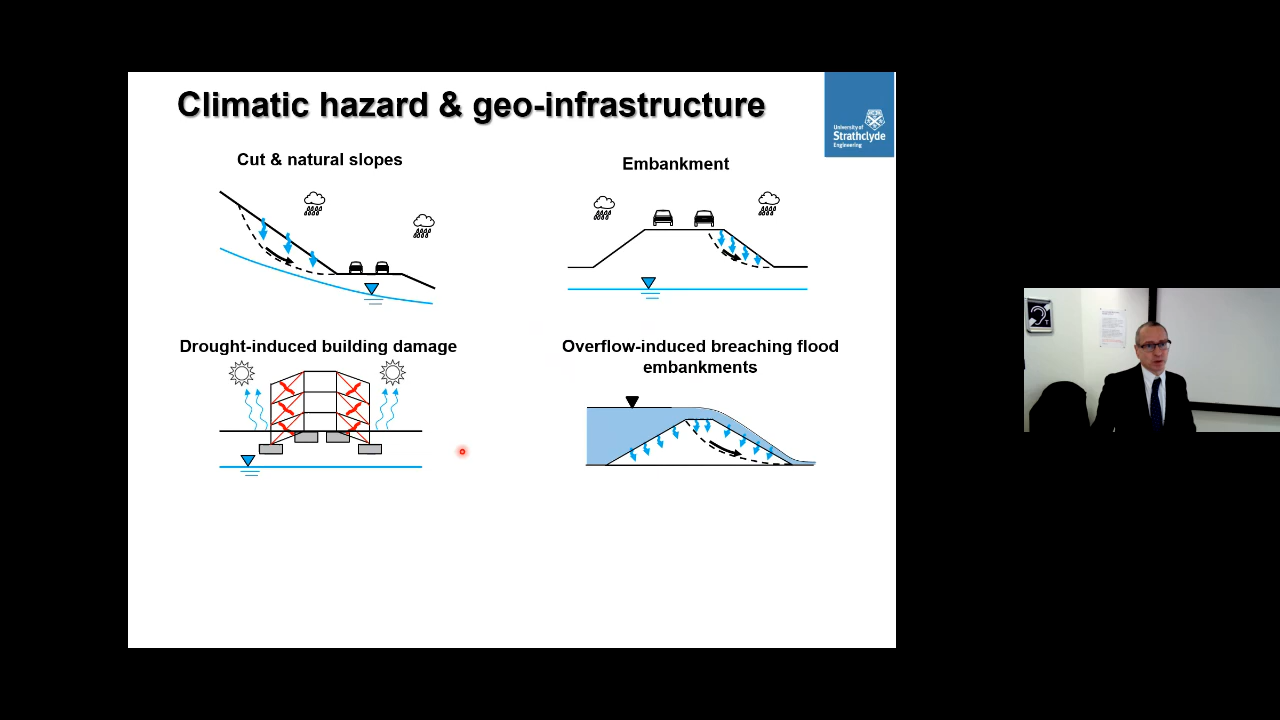 Climatic hazard & geo-infrastructure
University of
Strathclyde
Engineering
Cut & natural slopes
Embankment
Drought-induced building damage
Overflow-induced breaching flood
embankments
T